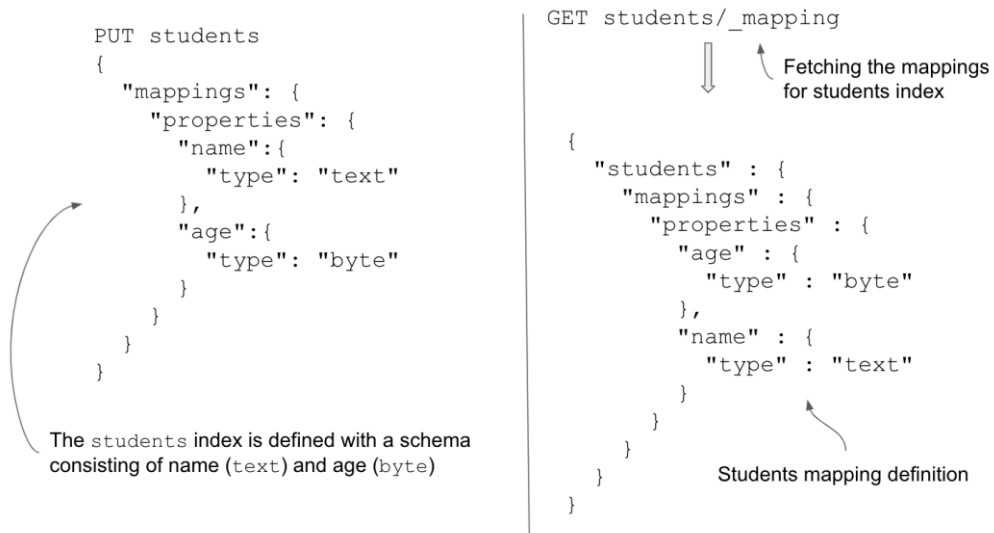 PUT students
{
  "mappings": {
    "properties": {
      "name":{
        "type": "text"
      },
      "age":{
        "type": "byte"
      }
    }
  }
}
The students index is defined with a schema
consisting of name (text) and age (byte)
GET students/_mapping
Fetching the mappings
for students index
{
  "students" : {
    "mappings" : {
      "properties" : {
        "age" : {
          "type" : "byte"
        },
        "name" : {
          "type" : "text"
        }
      }
    }
  }
}
Students mapping definition